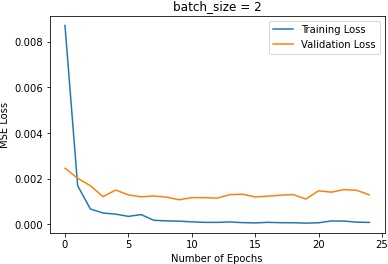 batch_size = 2
Training Loss
Validation Loss
MSE Loss
0.008
0.006
0.004
0.002
0.000
0 5 10 15 20 25
Number of Epochs